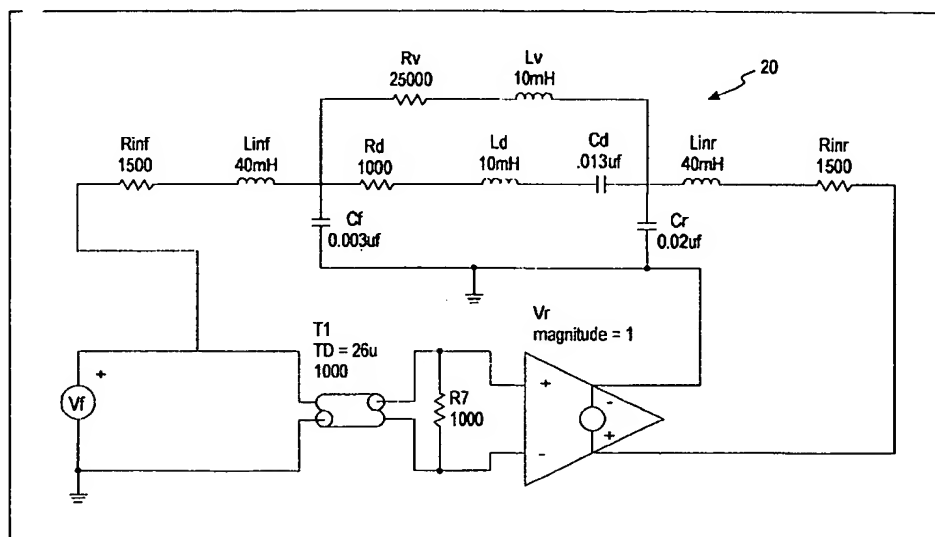 Rv
25000
Lv
10mH
20
Rinf
1500
Linf
40mH
Rd
1000
Ld
10mH
Cd
.013uf
Linr
40mH
Rinr
1500
Cf
0.003uf
Cr
0.02uf
T1
TD = 26u
1000
Vr
magnitude = 1
+
Vf
R7
1000
+
-
-
+